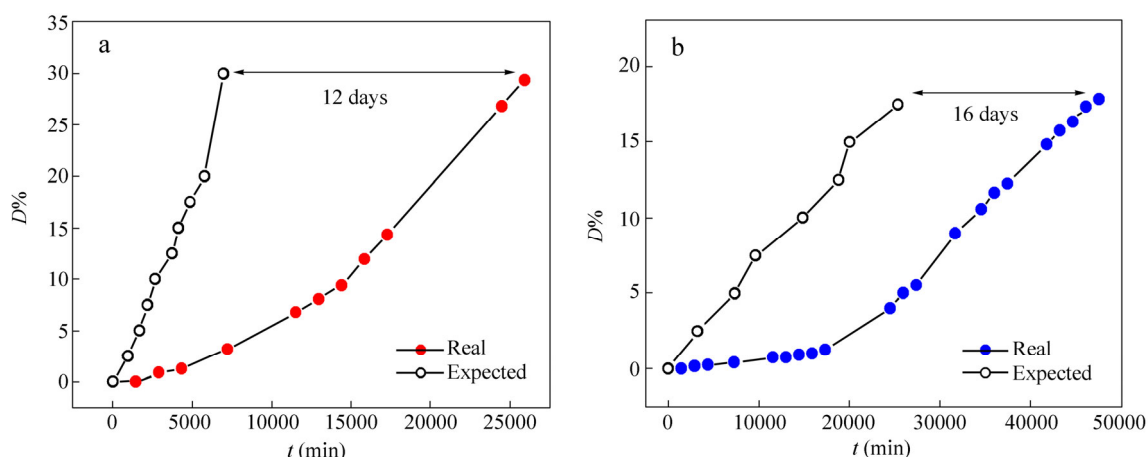 a
35
30
25
20
15
10
5
0
D%
12 days
Real
Expected
0 5000 10000 15000 20000 25000
t (min)
b
20
15
10
5
0
D%
16 days
Real
Expected
0 10000 20000 30000 40000 50000
t (min)